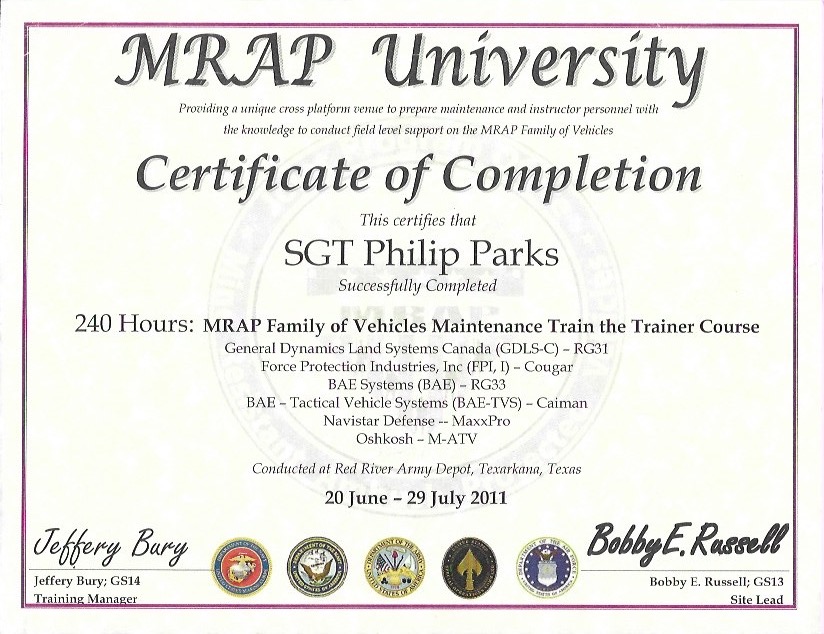 MRAP University
Providing a unique cross platform venue to prepare maintenance and instructor personnel with
the knowledge to conduct field level support on the MRAP Family of Vehicles
Certificate of Completion
This certifies that
SGT Philip Parks
Successfully Completed
240 Hours: MRAP Family of Vehicles Maintenance Train the Trainer Course
General Dynamics Land Systems Canada (GDLS-C) – RG31
Force Protection Industries, Inc (FPI, I) – Cougar
BAE Systems (BAE) – RG33
BAE – Tactical Vehicle Systems (BAE-TVS) – Caiman
Navistar Defense -- MaxxPro
Oshkosh – M-ATV
Conducted at Red River Army Depot, Texarkana, Texas
20 June – 29 July 2011
Jeffery Bury
Bobby E. Russell
Jeffery Bury; GS14
Training Manager
Bobby E. Russell; GS13
Site Lead